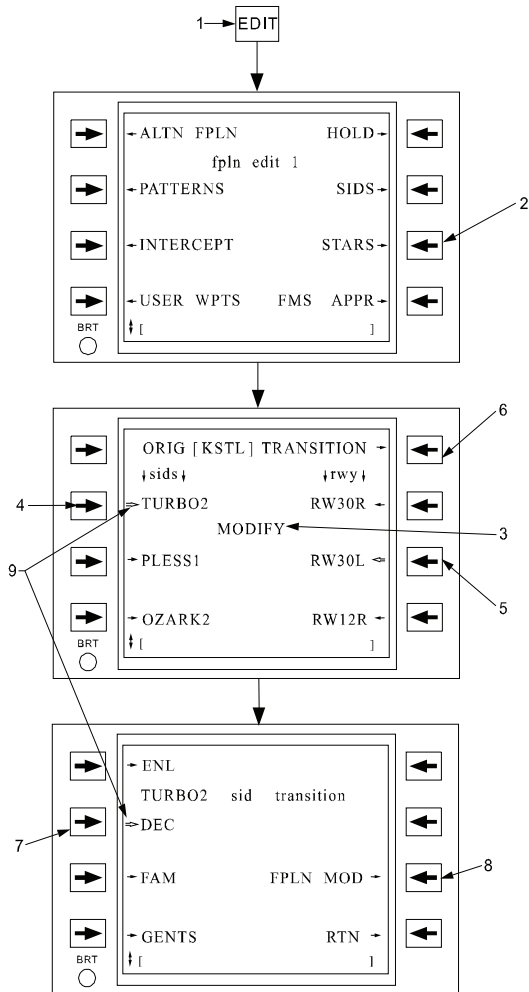 1 EDIT
←ALTN FPLN HOLD→
fpln edit 1
←PATTERNS SIDS→
2
←INTERCEPT STARS→
←USER WPTS FMS APPR→
BRT
[ ]
6
ORIG [KSTL] TRANSITION →
↓sids↓ ↓rwy↓
4 ⇨TURBO2 RW30R ←
MODIFY 3
9 →PLESS1 RW30L ⇦
5
→OZARK2 RW12R ←
BRT
[ ]
→ENL
TURBO2 sid transition
⇨DEC
7
→FAM FPLN MOD → 8
→GENTS RTN →
BRT
[ ]